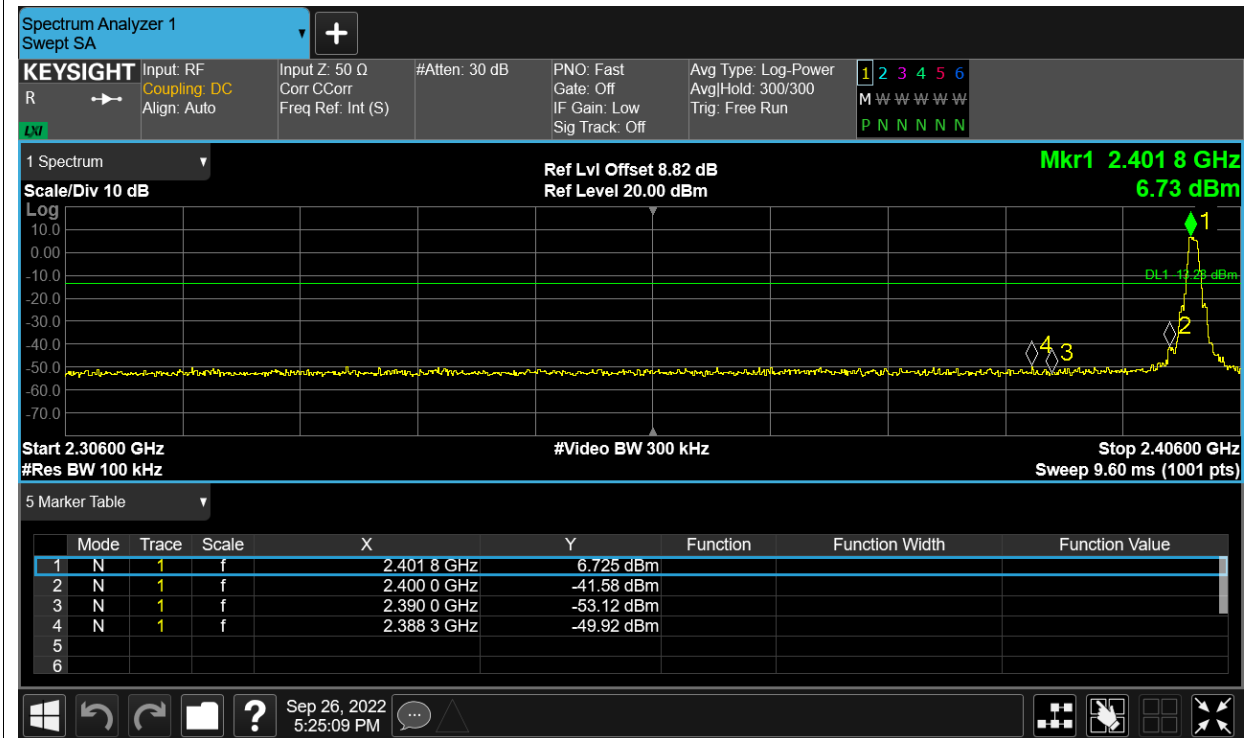 Spectrum Analyzer 1
Swept SA
KEYSIGHT
R
LXI
Input: RF
Coupling: DC
Align: Auto
Input Z: 50 Ω
Corr CCorr
Freq Ref: Int (S)
#Atten: 30 dB
PNO: Fast
Gate: Off
IF Gain: Low
Sig Track: Off
Avg Type: Log-Power
Avg|Hold: 300/300
Trig: Free Run
1 2 3 4 5 6
M W W W W W
P N N N N N
1 Spectrum
Scale/Div 10 dB
Ref Lvl Offset 8.82 dB
Ref Level 20.00 dBm
Mkr1 2.401 8 GHz
6.73 dBm
Log
10.0
0.00
-10.0
-20.0
-30.0
-40.0
-50.0
-60.0
-70.0
1
DL1 -13.28 dBm
2
4
3
Start 2.30600 GHz
#Res BW 100 kHz
#Video BW 300 kHz
Stop 2.40600 GHz
Sweep 9.60 ms (1001 pts)
5 Marker Table
Mode Trace Scale X Y Function Function Width Function Value
1 N 1 f 2.401 8 GHz 6.725 dBm
2 N 1 f 2.400 0 GHz -41.58 dBm
3 N 1 f 2.390 0 GHz -53.12 dBm
4 N 1 f 2.388 3 GHz -49.92 dBm
5
6
?
Sep 26, 2022
5:25:09 PM